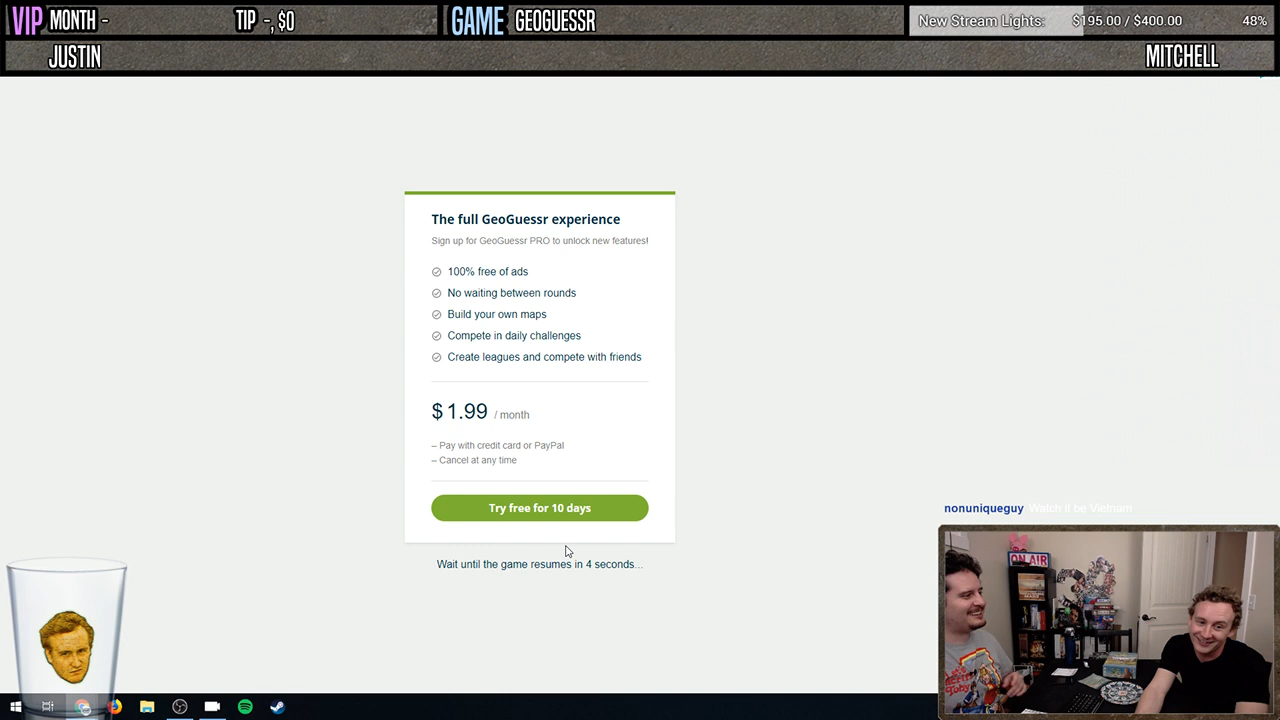 VIP MONTH -
TIP -, $0
GAME GEOGUESSR
New Stream Lights: $195.00 / $400.00 48%
JUSTIN
MITCHELL
The full GeoGuessr experience
Sign up for GeoGuessr PRO to unlock new features!
100% free of ads
No waiting between rounds
Build your own maps
Compete in daily challenges
Create leagues and compete with friends
$ 1.99 / month
– Pay with credit card or PayPal
– Cancel at any time
Try free for 10 days
Wait until the game resumes in 4 seconds...
nonuniqueguy Watch it be Vietnam
ON AIR